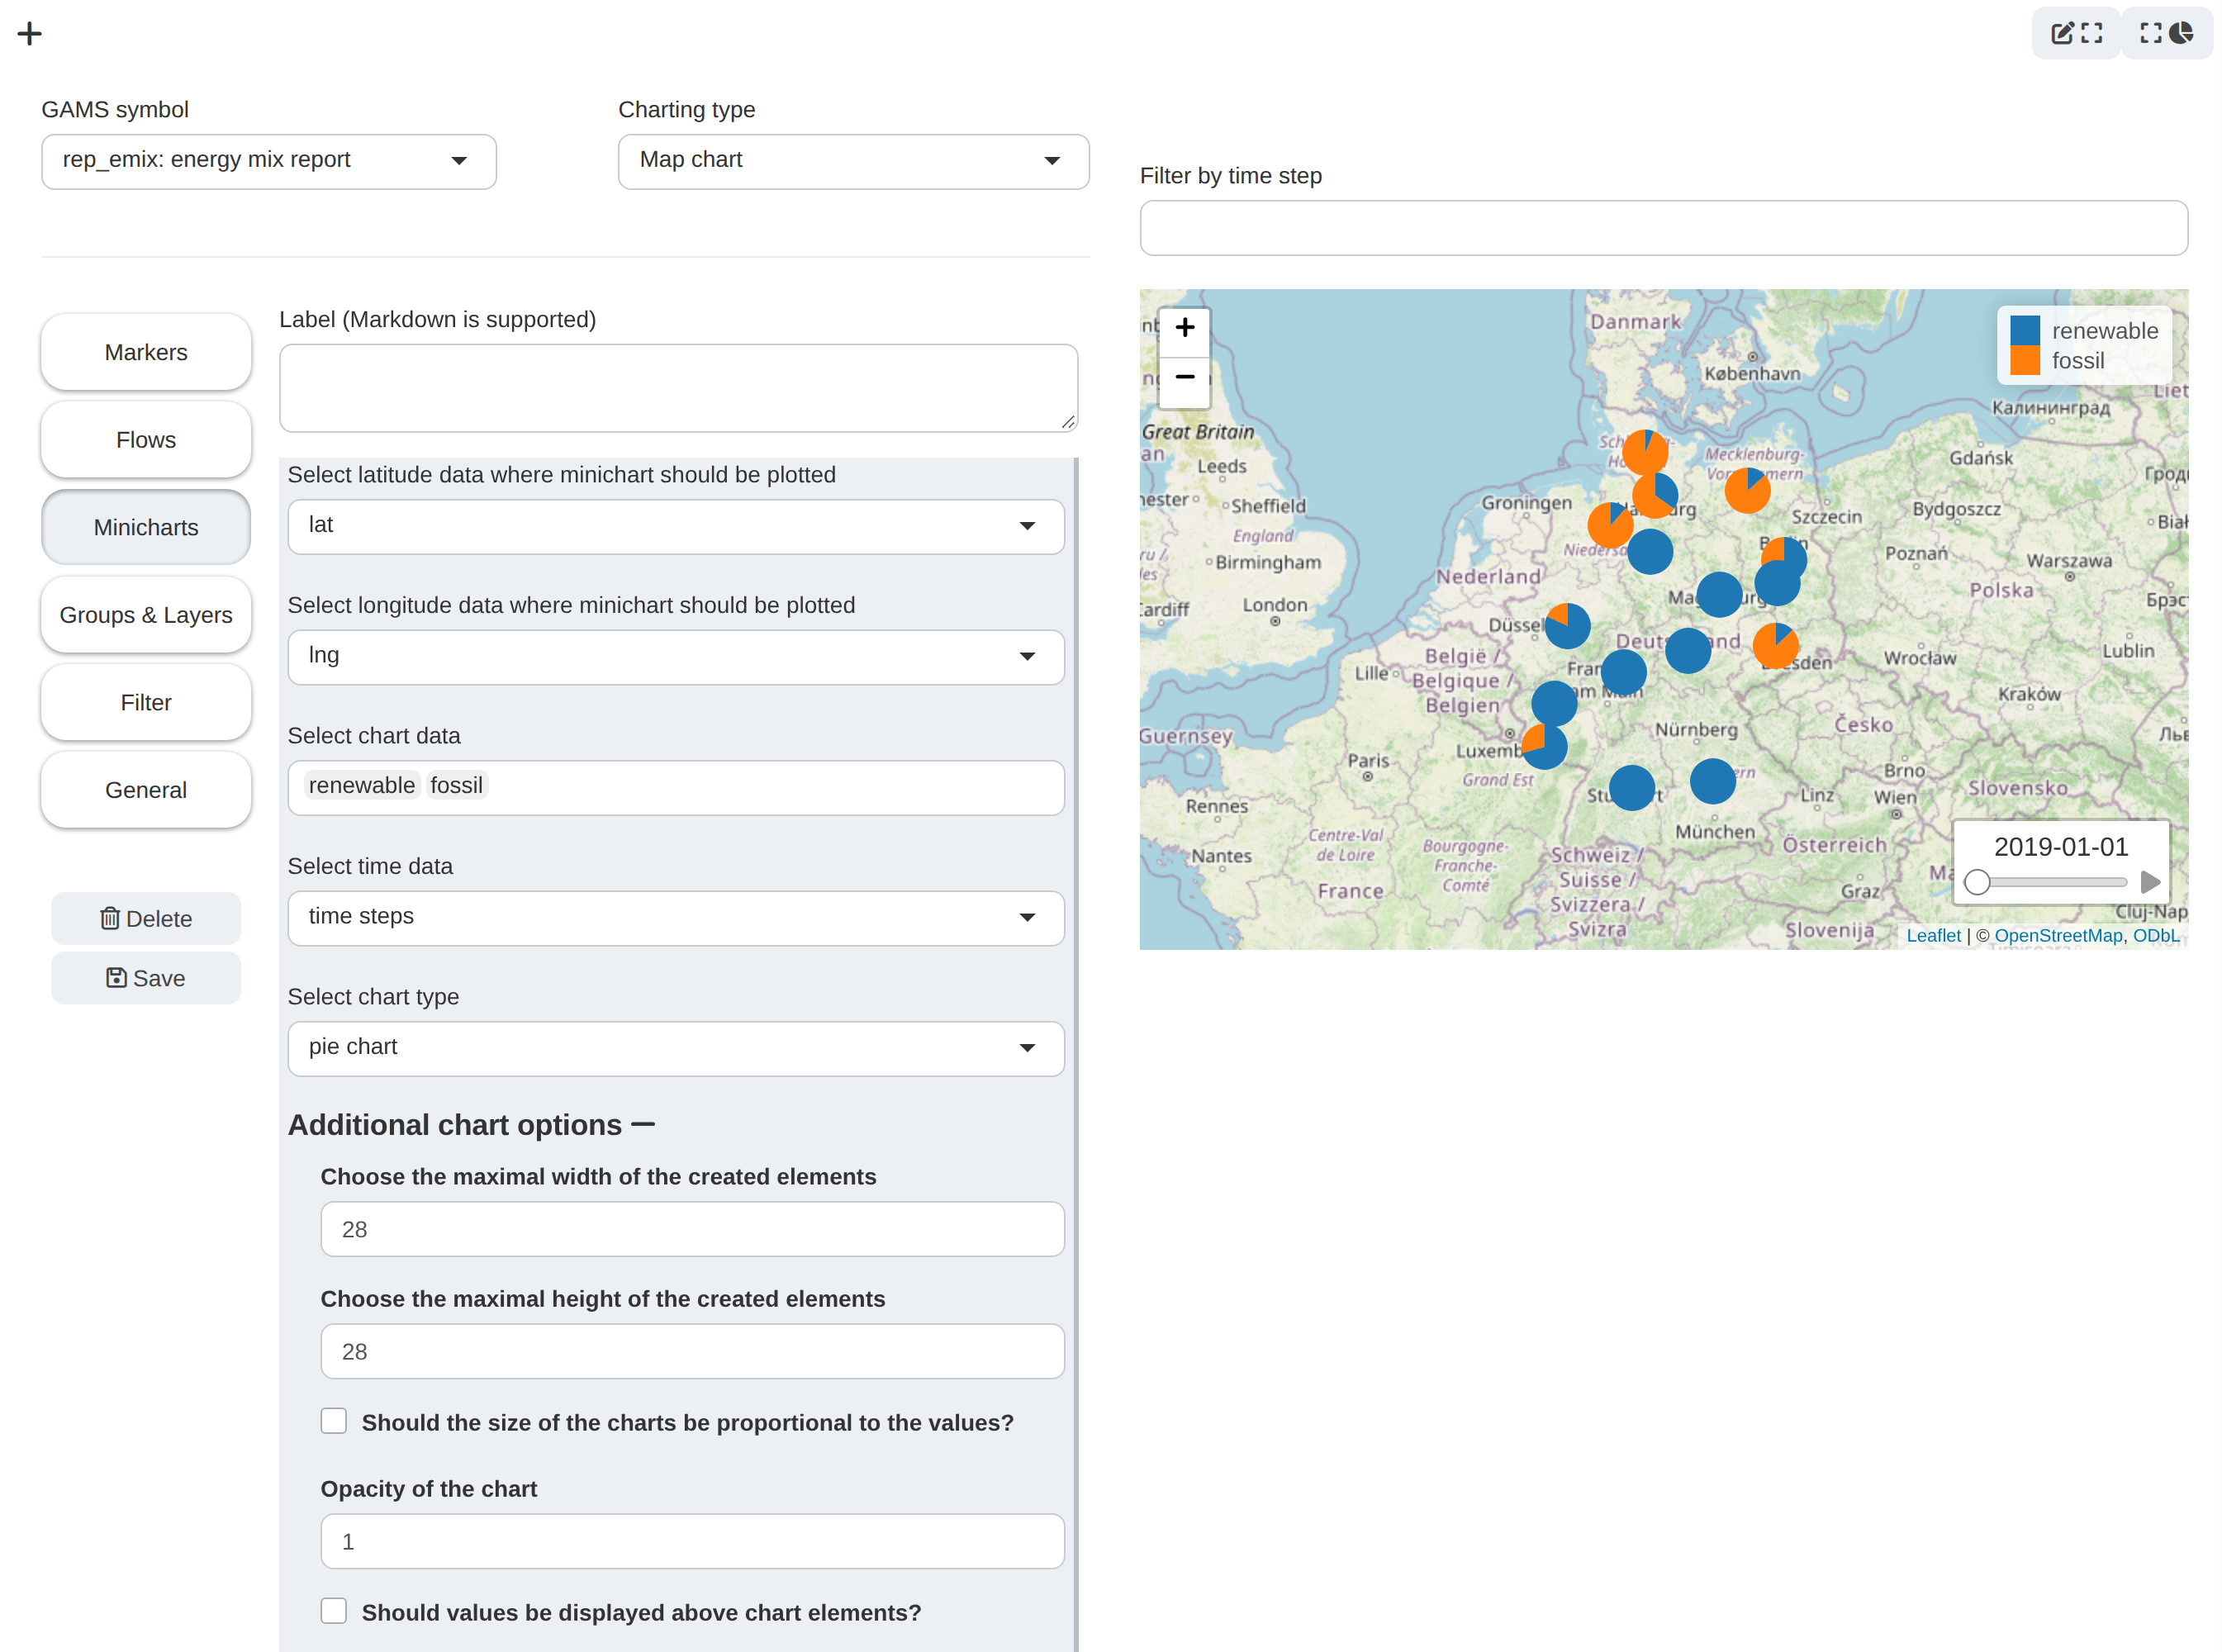 GAMS symbol
Charting type
rep_emix: energy mix report
Map chart
Filter by time step
Label (Markdown is supported)
Markers
Flows
Minicharts
Groups & Layers
Filter
General
Delete
Save
Select latitude data where minichart should be plotted
lat
Select longitude data where minichart should be plotted
lng
Select chart data
renewable fossil
Select time data
time steps
Select chart type
pie chart
Additional chart options
Choose the maximal width of the created elements
28
Choose the maximal height of the created elements
28
Should the size of the charts be proportional to the values?
Opacity of the chart
1
Should values be displayed above chart elements?
+
−
renewable
fossil
Danmark
København
Калининград
Great Britain
Leeds
Gdańsk
Mecklenburg-
Sheffield
Groningen
Szczecin
Bydgoszcz
England
Birmingham
Poznań
Warszawa
Nederland
Polska
London
Deutschland
Lublin
België /
Belgique /
Belgien
Lille
Wrocław
Kraków
Guernsey
Nürnberg
Česko
Paris
Grand Est
Brno
Rennes
Linz
Wien
Slovensko
München
Centre-Val
de Loire
Bourgogne-
Franche-
Comté
Nantes
Schweiz /
Suisse /
Svizzera /
Svizra
Österreich
France
Graz
Slovenija
2019-01-01
Leaflet | © OpenStreetMap, ODbL